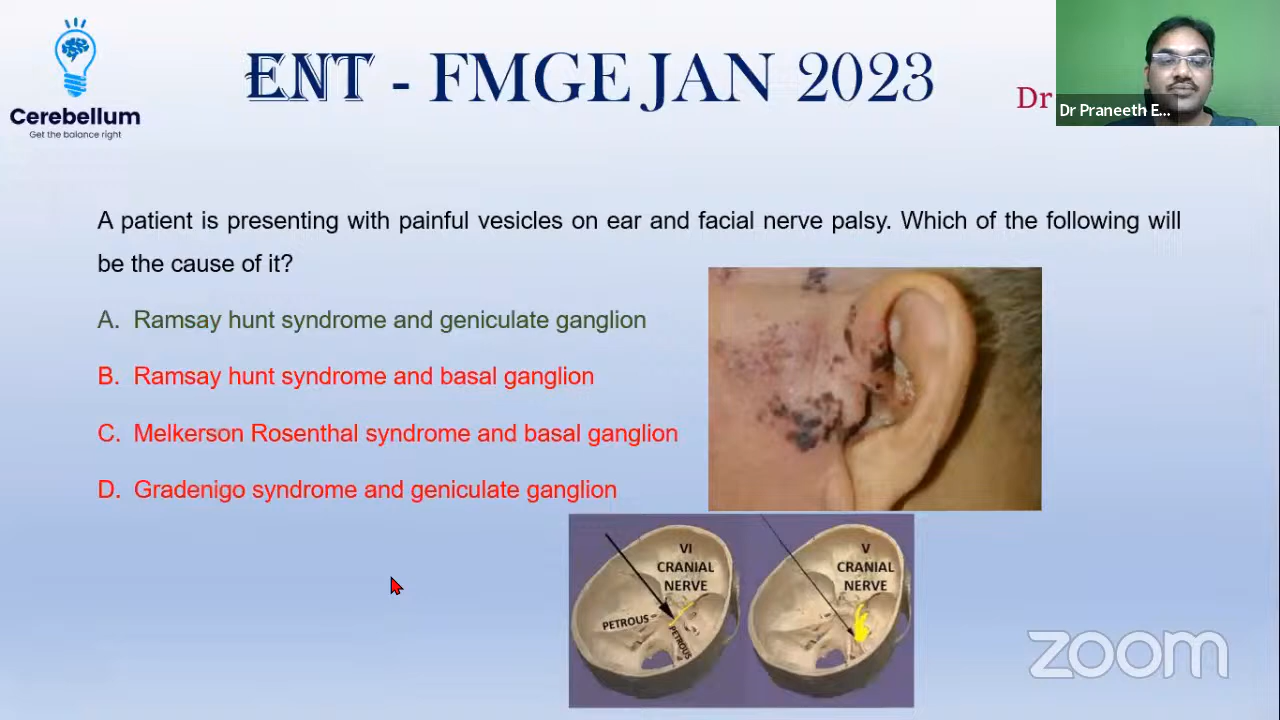 Cerebellum
Get the balance right
ENT - FMGE JAN 2023
Dr
Dr Praneeth E...
A patient is presenting with painful vesicles on ear and facial nerve palsy. Which of the following will
be the cause of it?
A. Ramsay hunt syndrome and geniculate ganglion
B. Ramsay hunt syndrome and basal ganglion
C. Melkerson Rosenthal syndrome and basal ganglion
D. Gradenigo syndrome and geniculate ganglion
VI
CRANIAL
NERVE
PETROUS
PETROUS
V
CRANIAL
NERVE
zoom